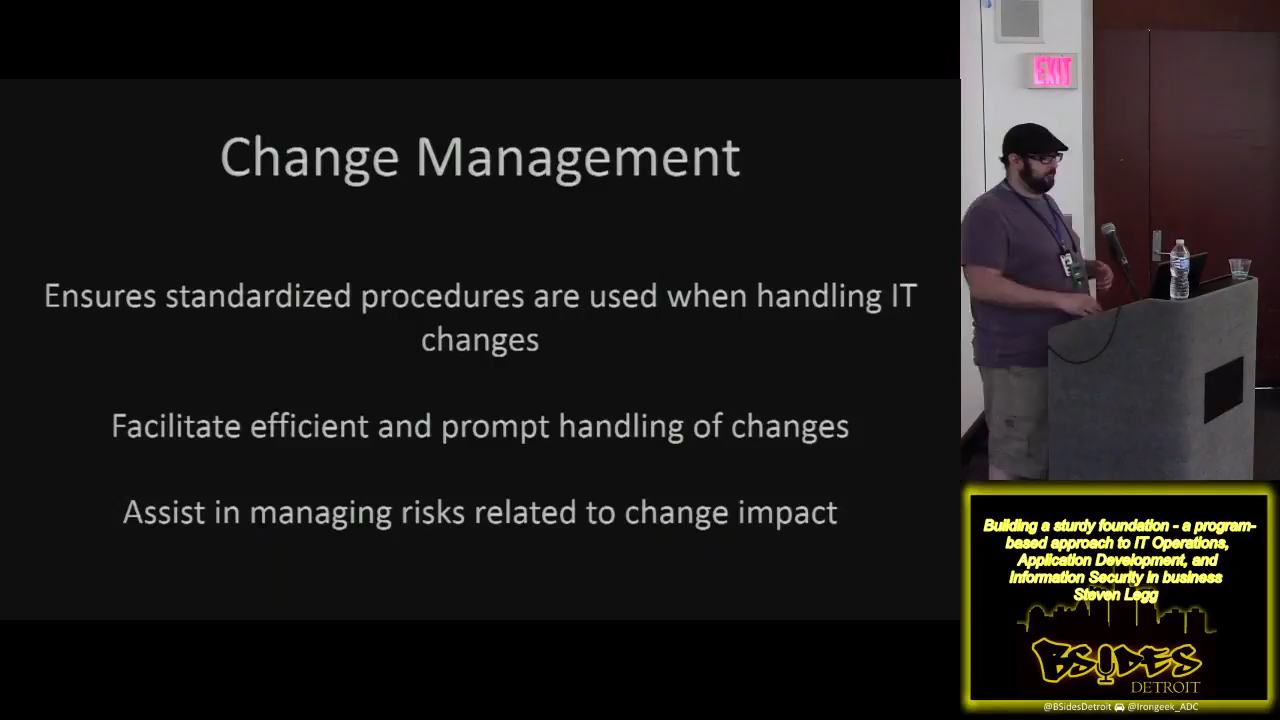 Change Management
Ensures standardized procedures are used when handling IT
changes
Facilitate efficient and prompt handling of changes
Assist in managing risks related to change impact
EXIT
Building a sturdy foundation - a program-
based approach to IT Operations,
Application Development, and
Information Security in business
Steven Legg
BSIDES
DETROIT
@BSidesDetroit @Irongeek_ADC